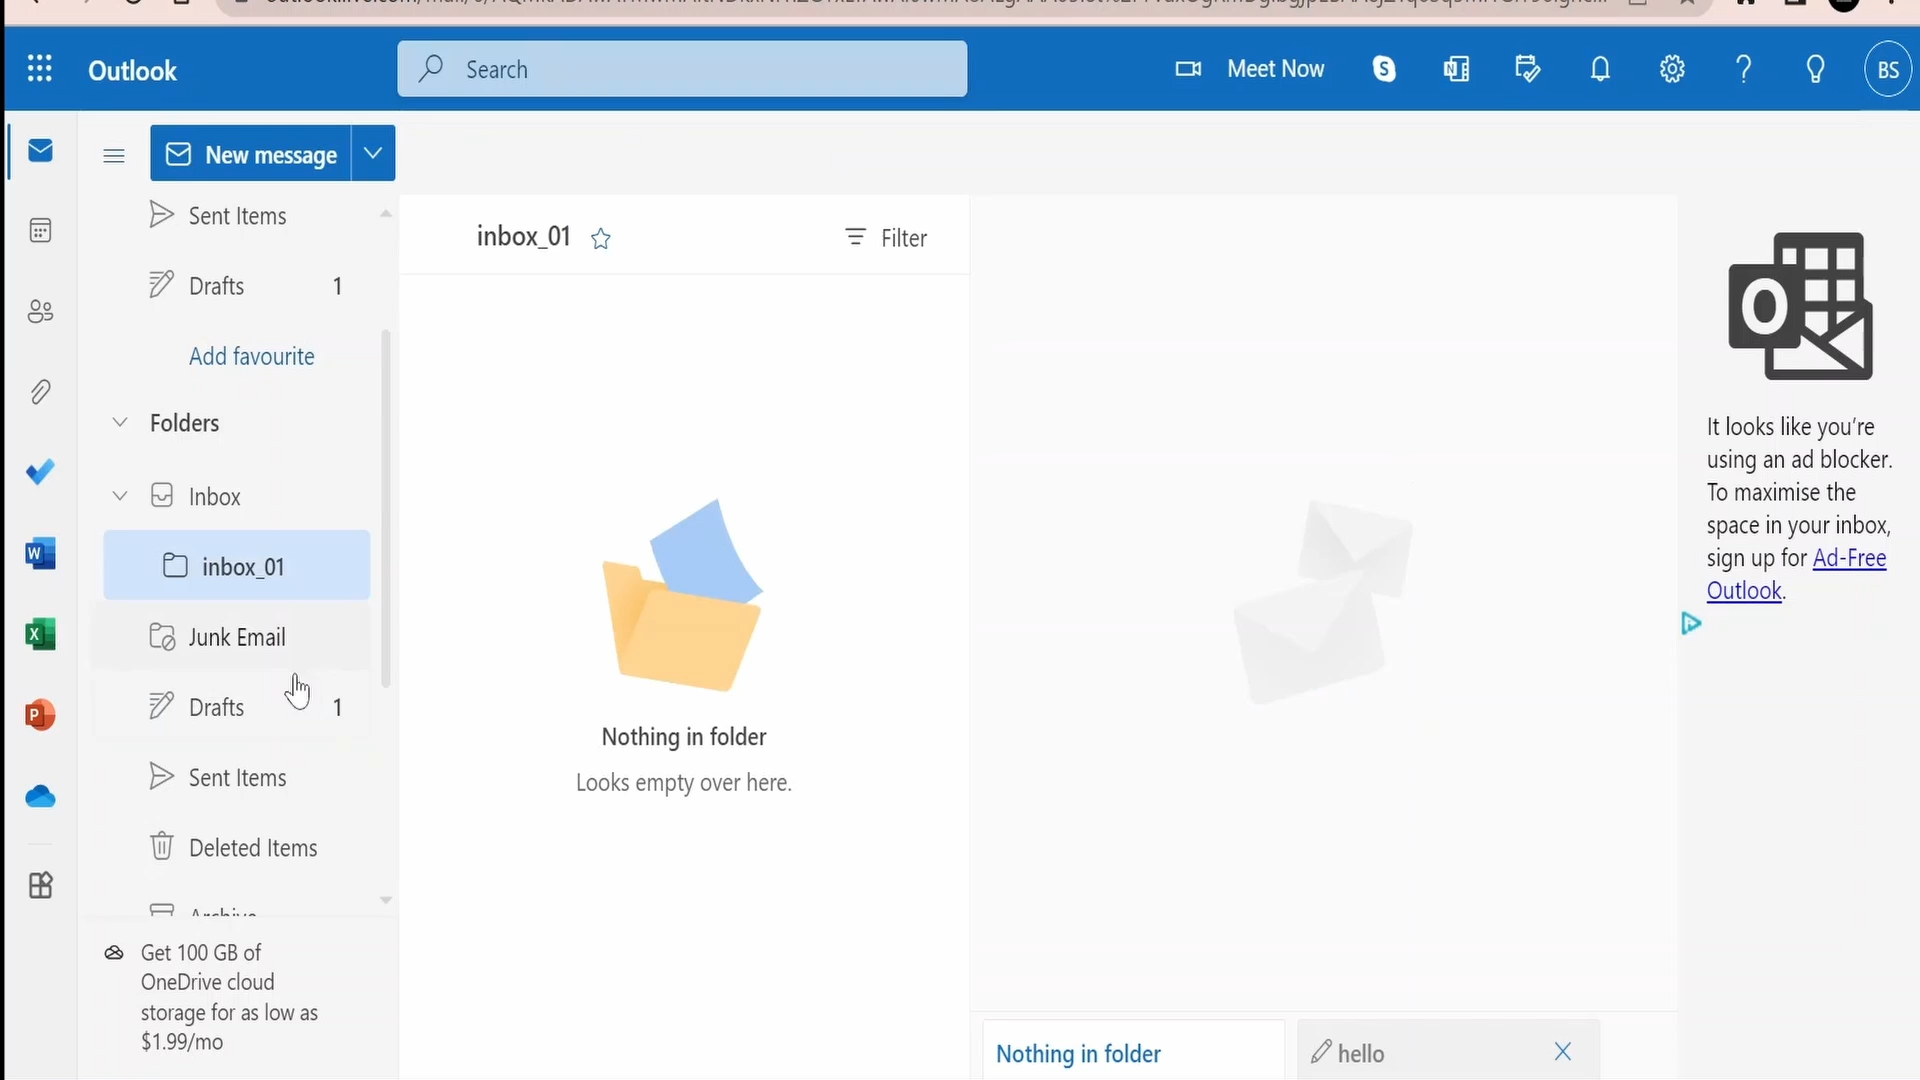 Outlook
Search
Meet Now
BS
New message
Sent Items
Drafts 1
Add favourite
Folders
Inbox
inbox_01
Junk Email
Drafts 1
Sent Items
Deleted Items
Archive
Get 100 GB of
OneDrive cloud
storage for as low as
$1.99/mo
inbox_01
Filter
Nothing in folder
Looks empty over here.
Nothing in folder
hello
It looks like you’re
using an ad blocker.
To maximise the
space in your inbox,
sign up for Ad-Free
Outlook.